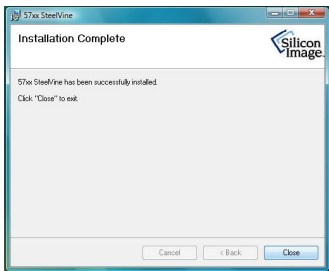 57xx SteelVine
Installation Complete
Silicon
Image.
57xx SteelVine has been successfully installed.
Click "Close" to exit.
Cancel
< Back
Close